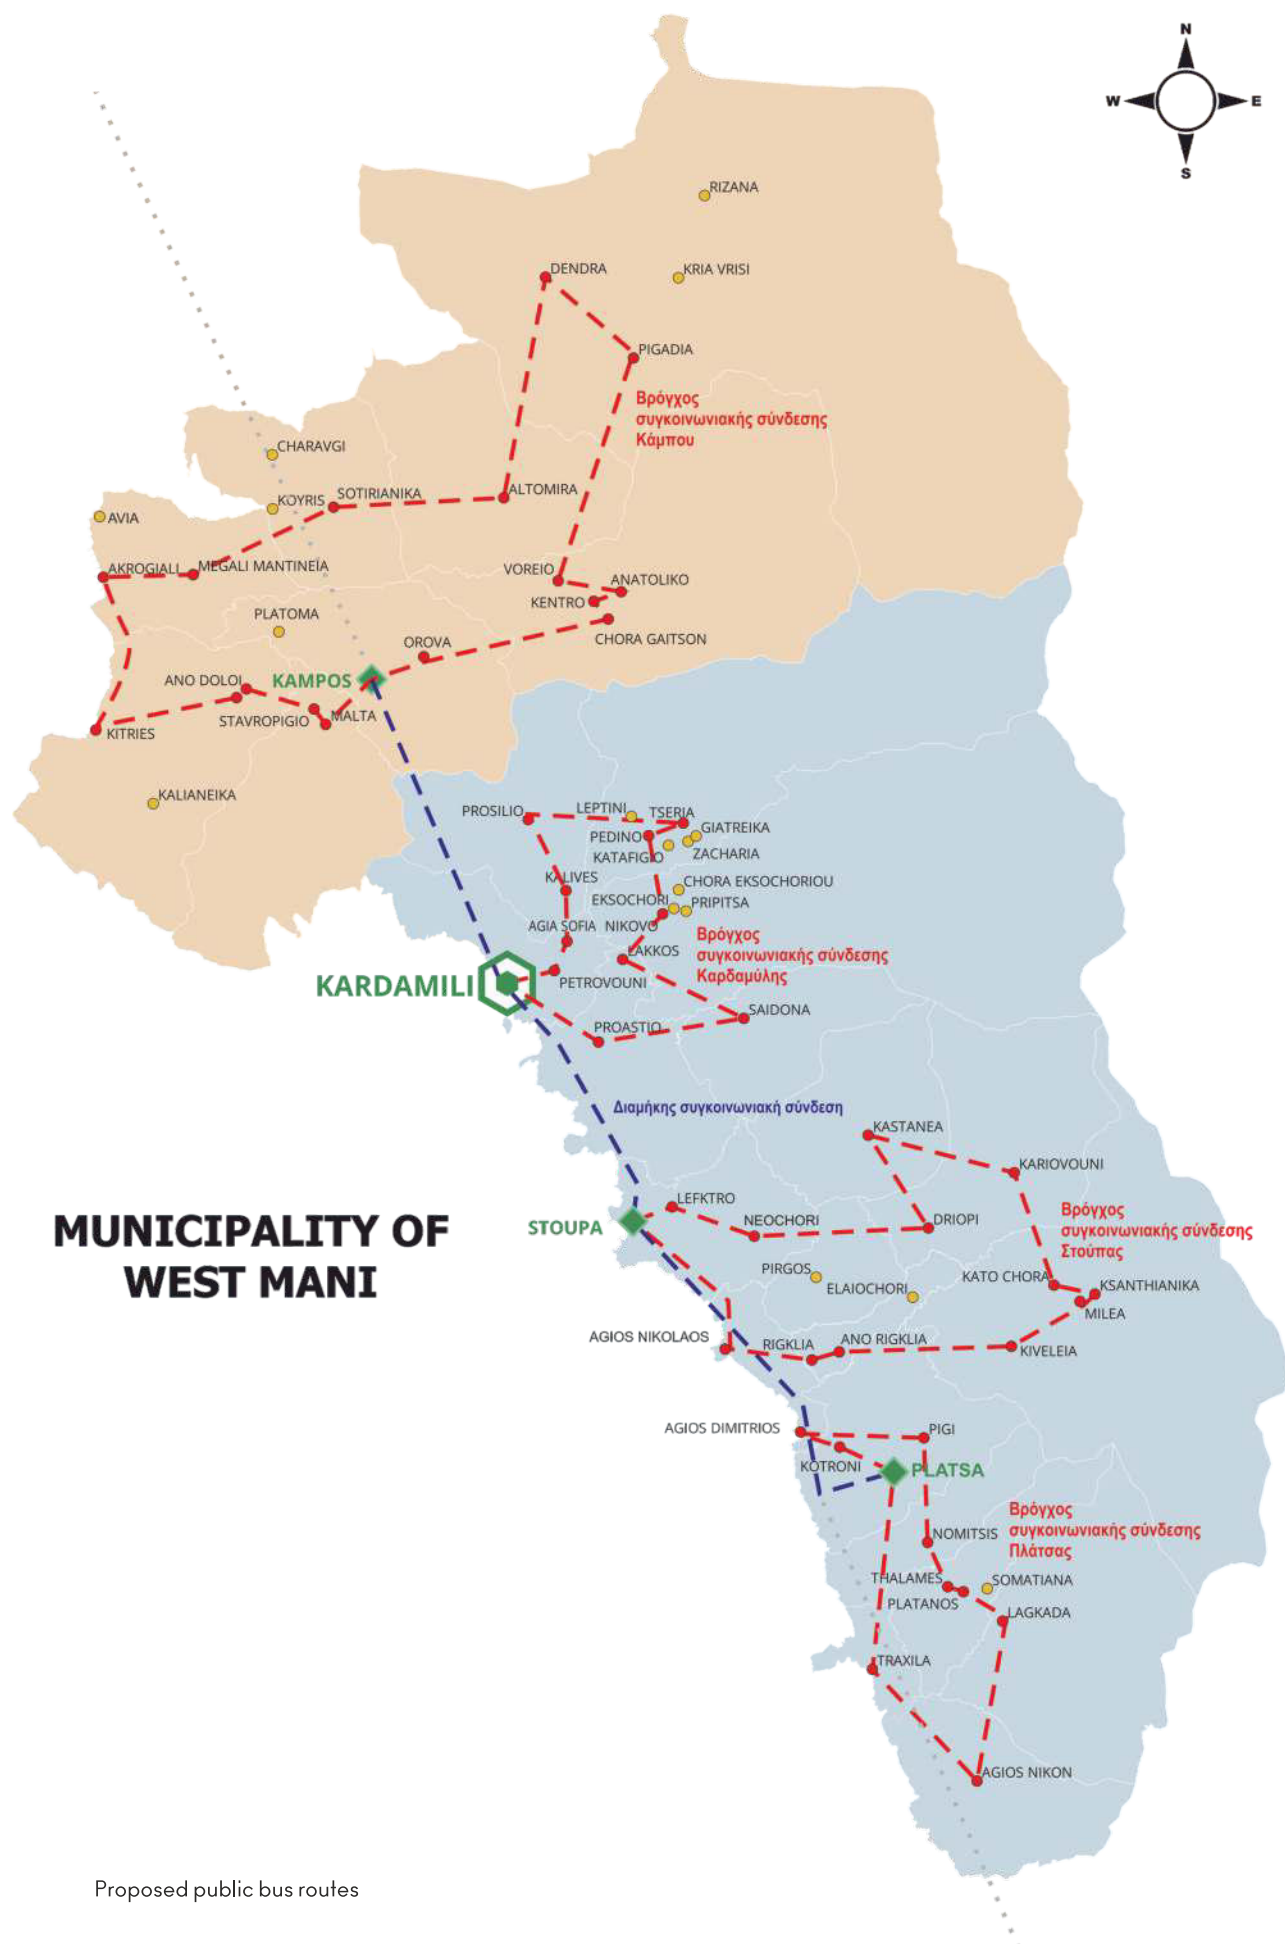 N
W
E
S
RIZANA
DENDRA
KRIA VRISI
PIGADIA
Βρόγχος
συγκοινωνιακής σύνδεσης
Κάμπου
CHARAVGI
KOYRIS
SOTIRIANIKA
ALTOMIRA
AVIA
AKROGIALI
MEGALI MANTINEIA
VOREIO
ANATOLIKO
KENTRO
PLATOMA
CHORA GAITSON
OROVA
ANO DOLOI
KAMPOS
STAVROPIGIO
MALTA
KITRIES
KALIANEIKA
PROSILIO
LEPTINI
TSERIA
PEDINO
GIATREIKA
KATAFIGIO
ZACHARIA
KALIVES
CHORA EKSOCHORIOU
EKSOCHORI
PRIPITSA
AGIA SOFIA
NIKOVO
Βρόγχος
συγκοινωνιακής σύνδεσης
Καρδαμύλης
LAKKOS
KARDAMILI
PETROVOUNI
SAIDONA
PROASTIO
Διαμήκης συγκοινωνιακή σύνδεση
KASTANEA
KARIOVOUNI
LEFKTRO
Βρόγχος
συγκοινωνιακής σύνδεσης
Στούπας
MUNICIPALITY OF
WEST MANI
STOUPA
NEOCHORI
DRIOPI
PIRGOS
ELAIOCHORI
KATO CHORA
KSANTHIANIKA
MILEA
AGIOS NIKOLAOS
RIGKLIA
ANO RIGKLIA
KIVELEIA
AGIOS DIMITRIOS
PIGI
KOTRONI
PLATSA
Βρόγχος
συγκοινωνιακής σύνδεσης
Πλάτσας
NOMITSIS
THALAMES
SOMATIANA
PLATANOS
LAGKADA
TRAXILA
AGIOS NIKON
Proposed public bus routes